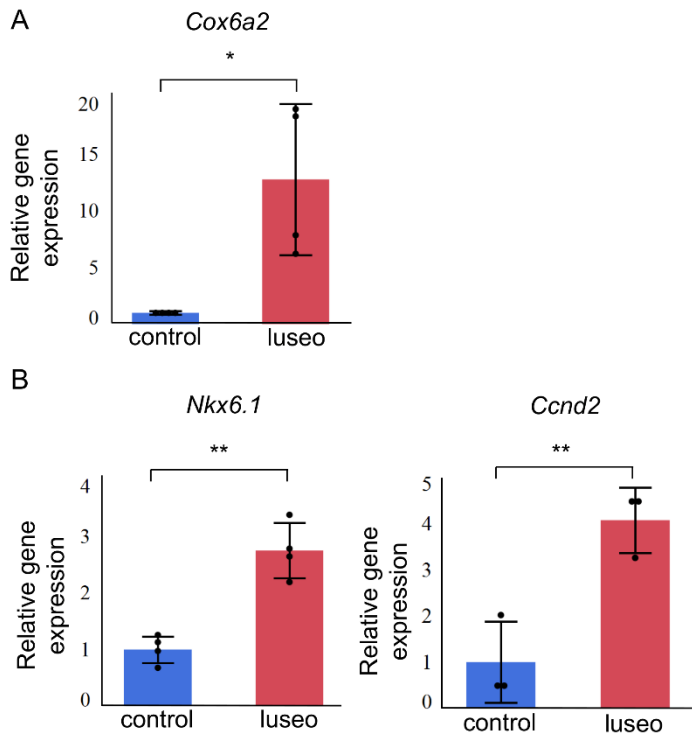 A
Cox6a2
*
Relative gene
expression
20
15
10
5
0
control
luseo
B
Nkx6.1
**
Relative gene
expression
4
3
2
1
0
control
luseo
Ccnd2
**
Relative gene
expression
5
4
3
2
1
0
control
luseo